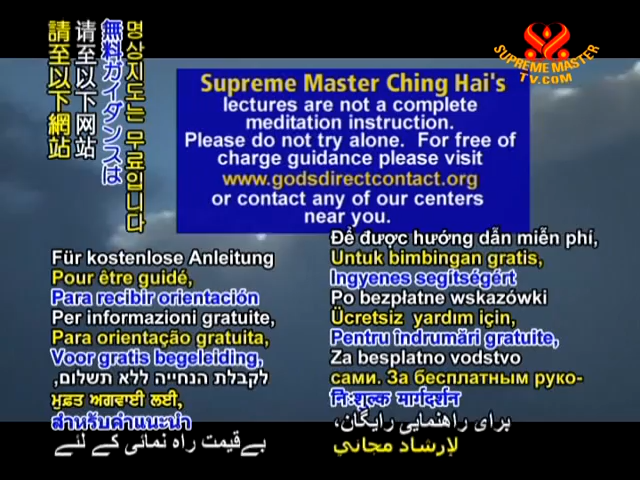 請至以下網站
请至以下网站
無料ガイダンスは
명상지도는 무료입니다
SUPREME MASTER
TV.COM
Supreme Master Ching Hai's
lectures are not a complete
meditation instruction.
Please do not try alone. For free of
charge guidance please visit
www.godsdirectcontact.org
or contact any of our centers
near you.
Für kostenlose Anleitung
Pour être guidé,
Para recibir orientación
Per informazioni gratuite,
Para orientação gratuita,
Voor gratis begeleiding,
לקבלת הנחייה ללא תשלום,
ਮੁਫ਼ਤ ਅਗਵਾਈ ਲਈ,
สำหรับคำแนะนำ
بےقیمت راہ نمائی کے لئے
Để được hướng dẫn miễn phí,
Untuk bimbingan gratis,
Ingyenes segítségért
Po bezpłatne wskazówki
Ücretsiz yardım için,
Pentru îndrumări gratuite,
Za besplatno vodstvo
сами. За бесплатным руко-
निःशुल्क मार्गदर्शन
برای راهنمایی رایگان،
لإرشاد مجاني